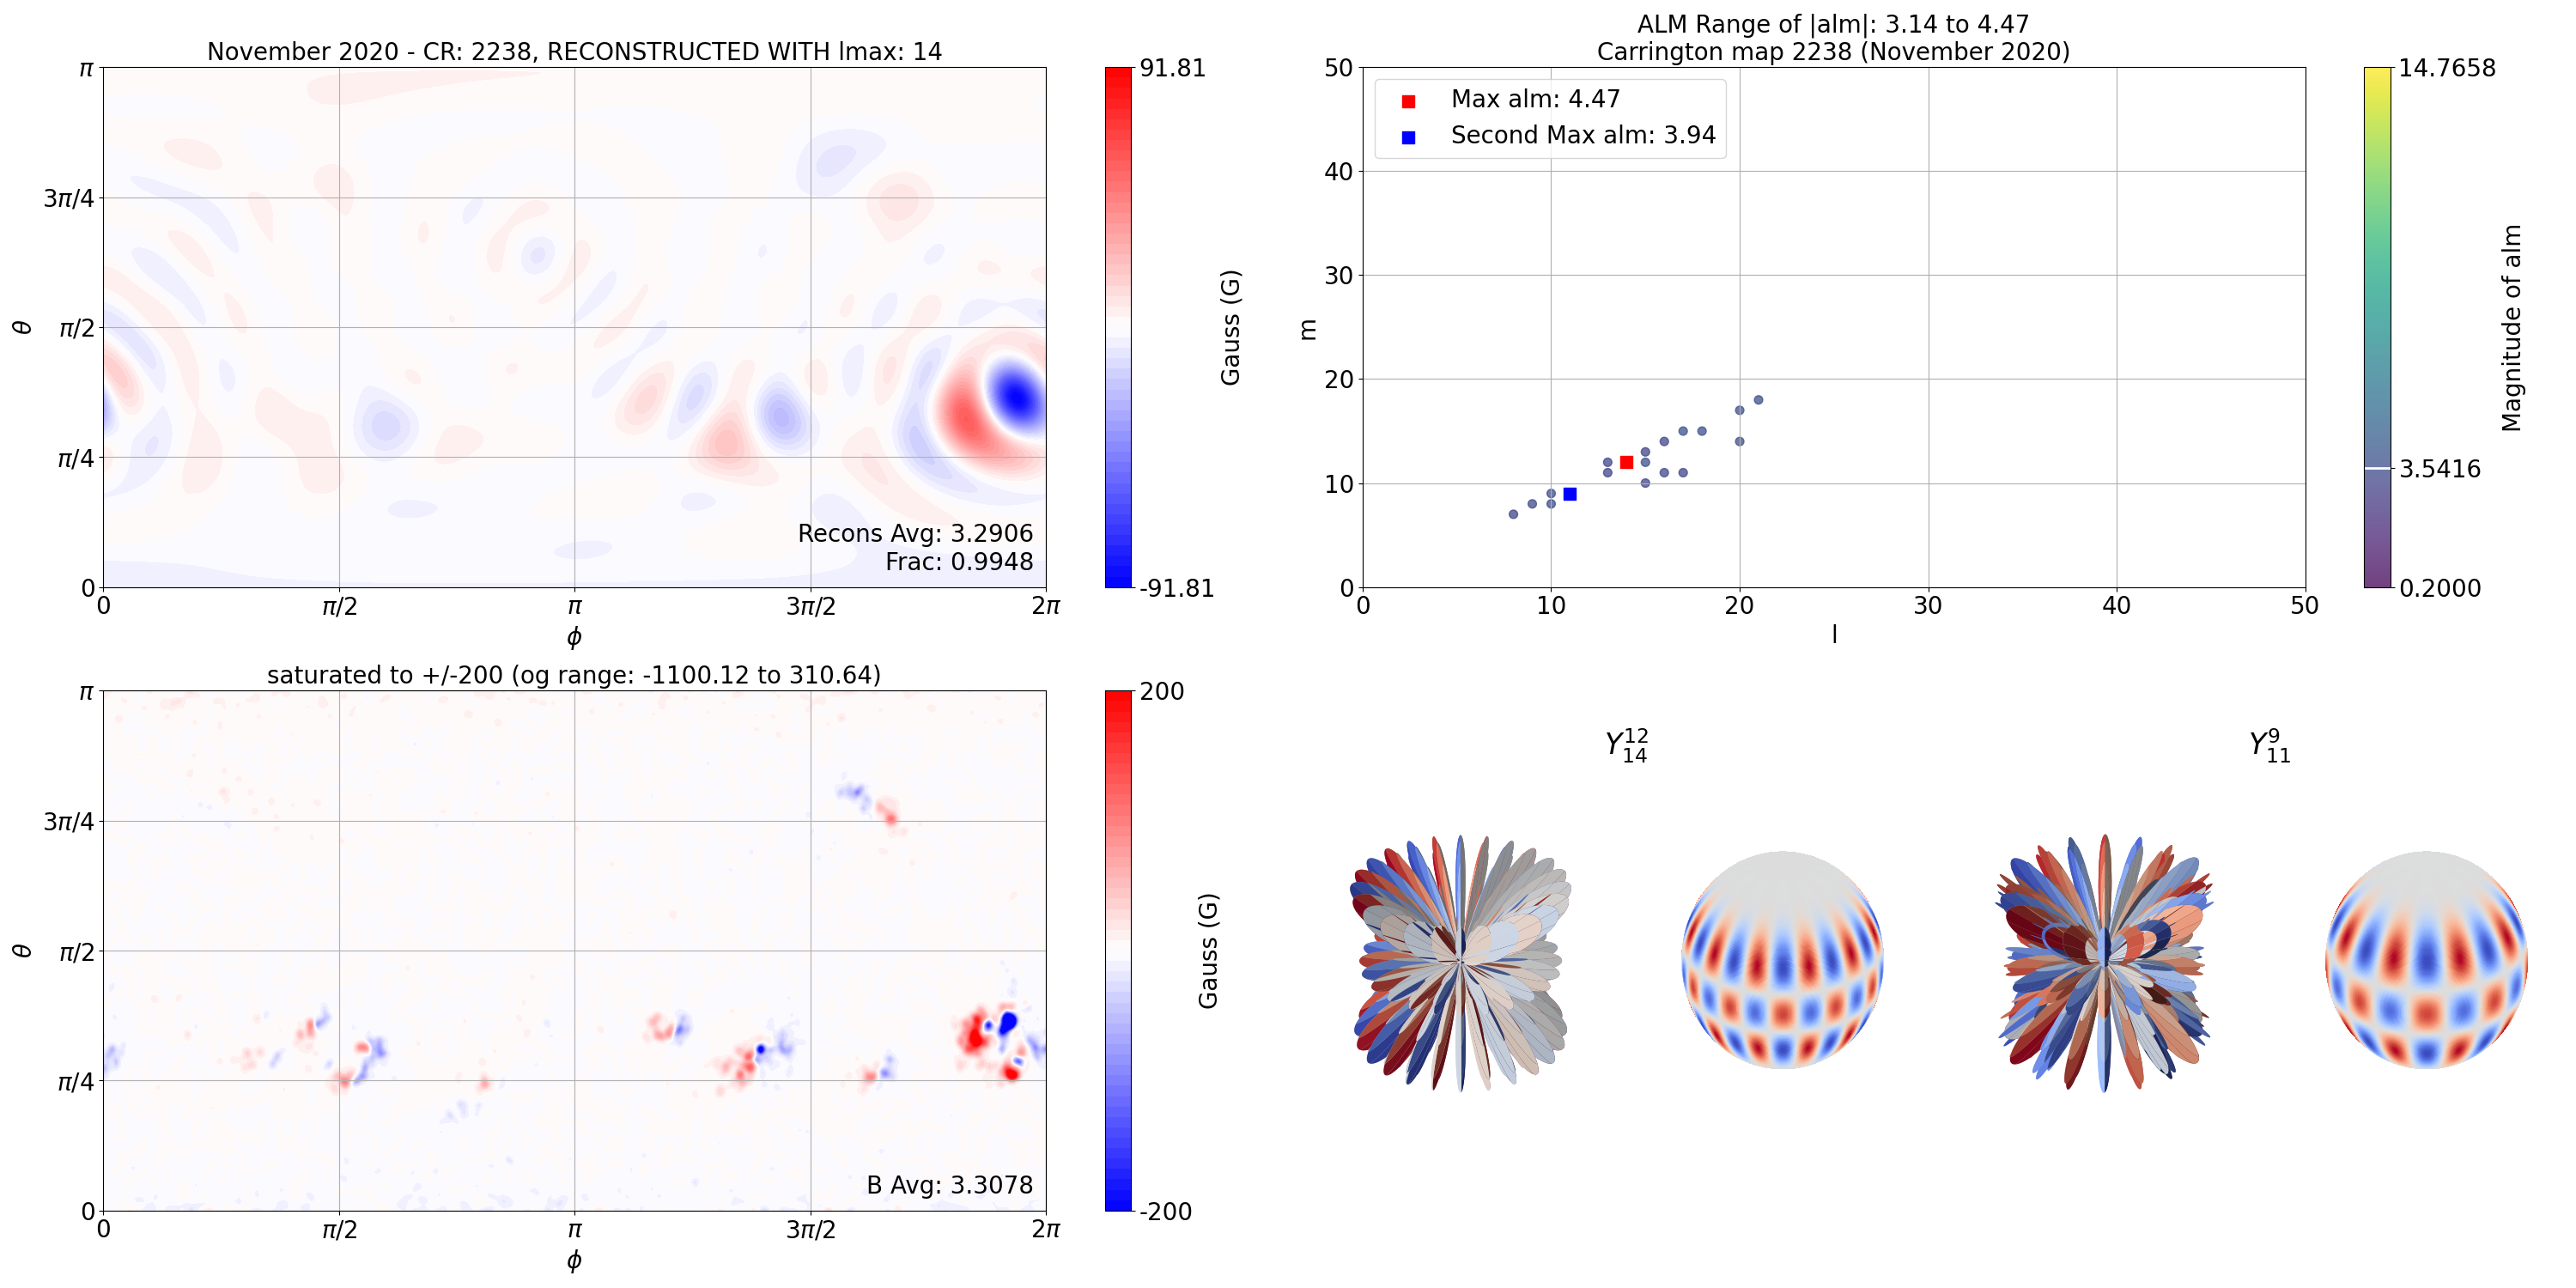 November 2020 - CR: 2238, RECONSTRUCTED WITH lmax: 14
π
3π/4
π/2
π/4
0
θ
0
π/2
π
3π/2
2π
ϕ
Recons Avg: 3.2906
Frac: 0.9948
91.81
-91.81
Gauss (G)
ALM Range of |alm|: 3.14 to 4.47
Carrington map 2238 (November 2020)
Max alm: 4.47
Second Max alm: 3.94
50
40
30
20
10
0
m
0
10
20
30
40
50
l
14.7658
3.5416
0.2000
Magnitude of alm
saturated to +/-200 (og range: -1100.12 to 310.64)
π
3π/4
π/2
π/4
0
θ
0
π/2
π
3π/2
2π
ϕ
B Avg: 3.3078
200
-200
Gauss (G)
Y_{14}^{12}
Y_{11}^{9}